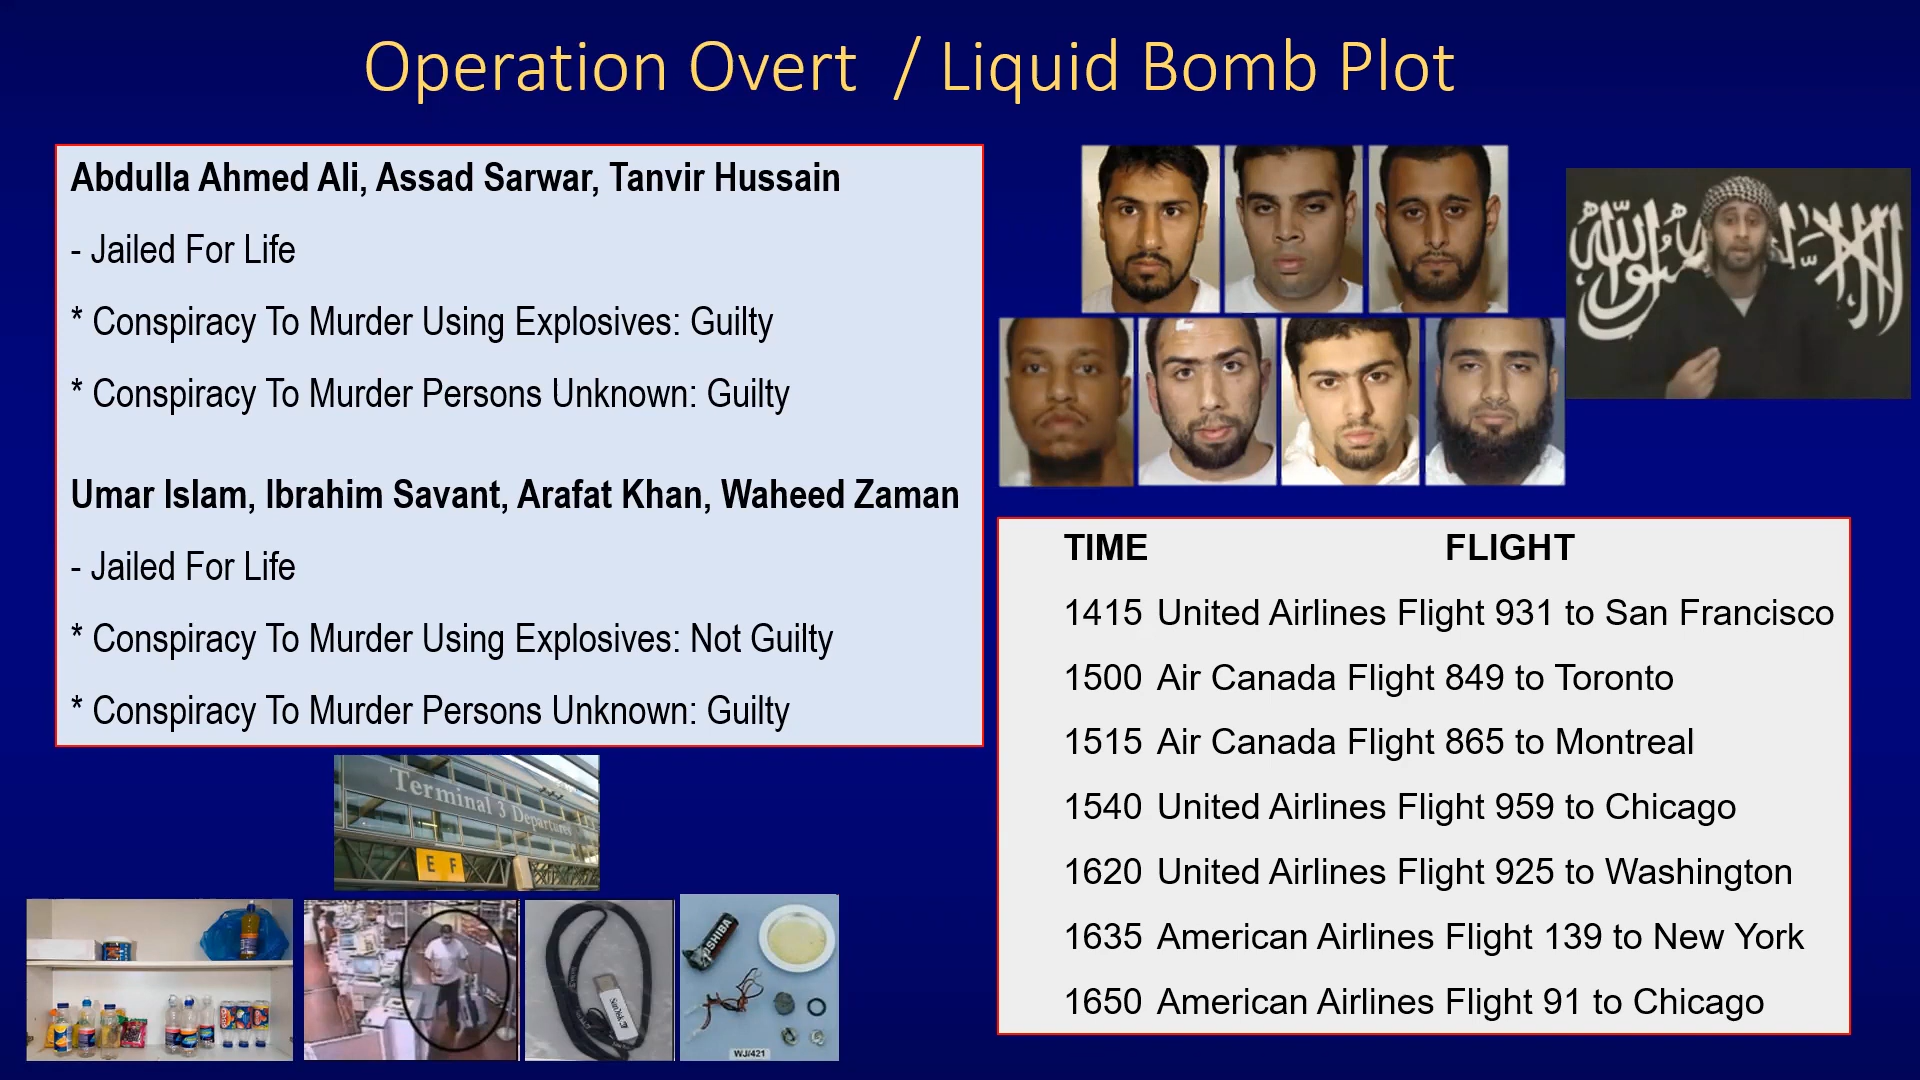 Operation Overt / Liquid Bomb Plot
Abdulla Ahmed Ali, Assad Sarwar, Tanvir Hussain
- Jailed For Life
* Conspiracy To Murder Using Explosives: Guilty
* Conspiracy To Murder Persons Unknown: Guilty
Umar Islam, Ibrahim Savant, Arafat Khan, Waheed Zaman
- Jailed For Life
* Conspiracy To Murder Using Explosives: Not Guilty
* Conspiracy To Murder Persons Unknown: Guilty
TIME FLIGHT
1415 United Airlines Flight 931 to San Francisco
1500 Air Canada Flight 849 to Toronto
1515 Air Canada Flight 865 to Montreal
1540 United Airlines Flight 959 to Chicago
1620 United Airlines Flight 925 to Washington
1635 American Airlines Flight 139 to New York
1650 American Airlines Flight 91 to Chicago
Terminal 3 Departures
E F
SanDisk
TOSHIBA
WJ/421